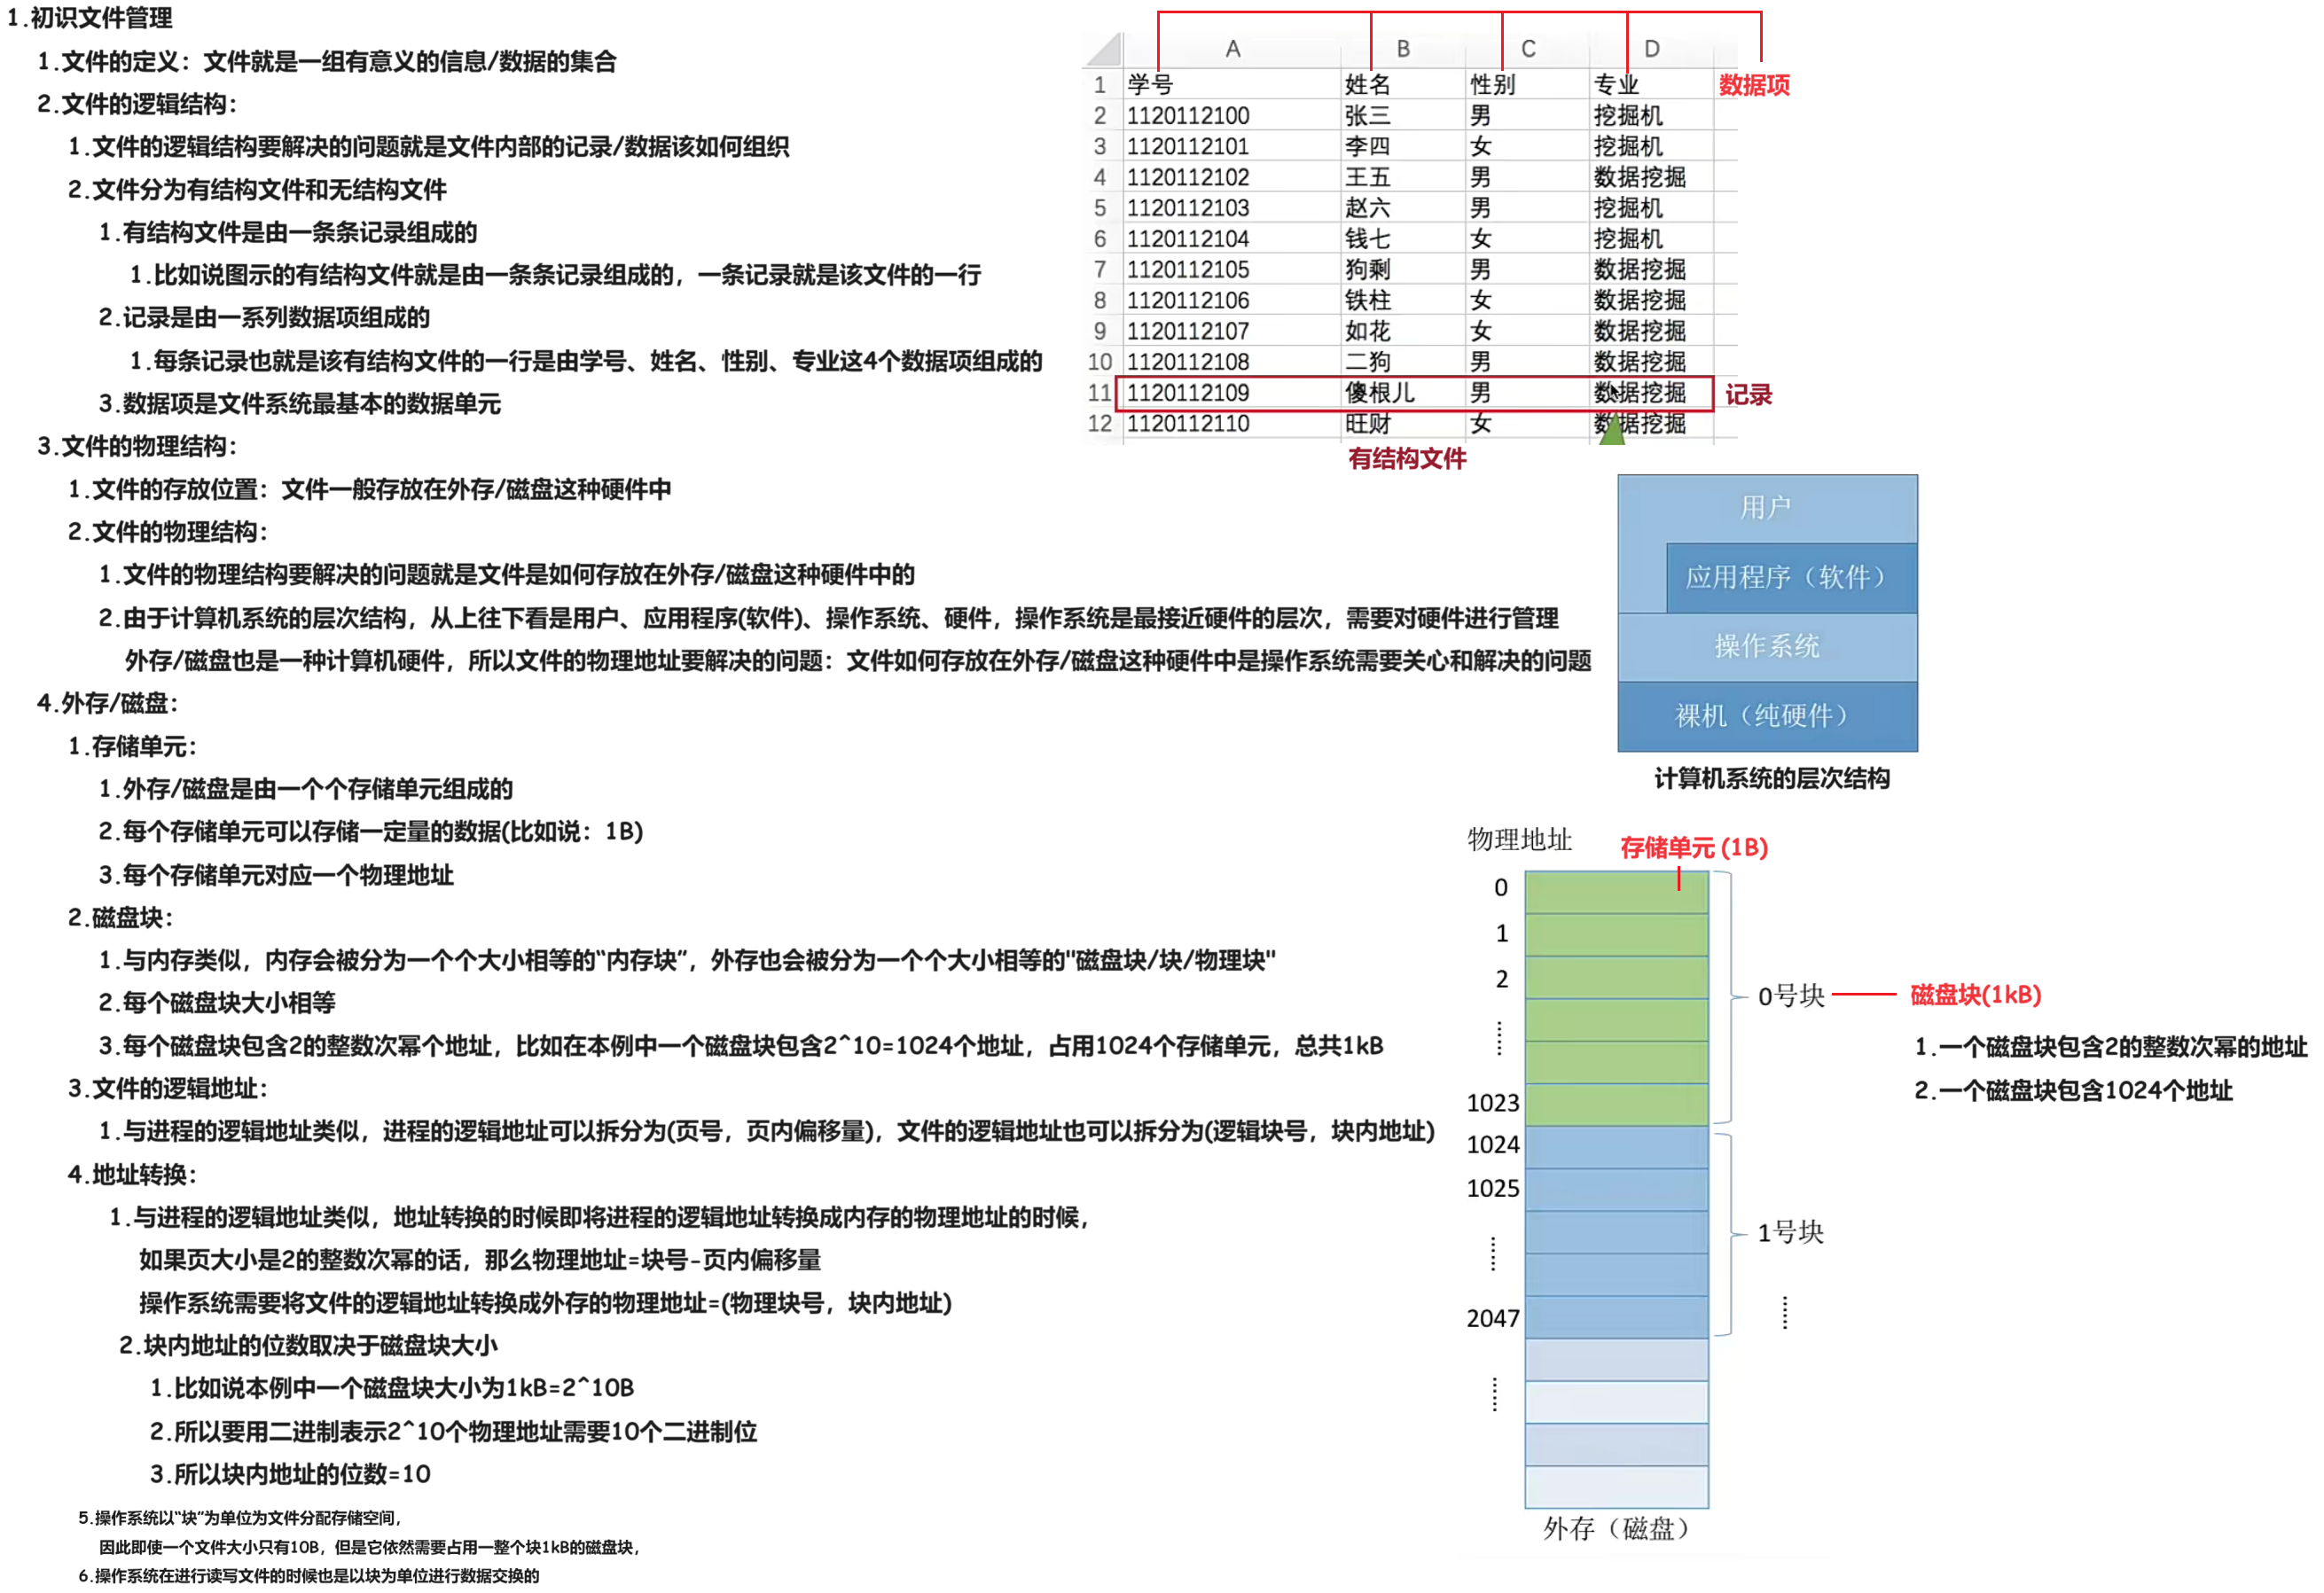 1.初识文件管理
1.文件的定义：文件就是一组有意义的信息/数据的集合
2.文件的逻辑结构：
1.文件的逻辑结构要解决的问题就是文件内部的记录/数据该如何组织
2.文件分为有结构文件和无结构文件
1.有结构文件是由一条条记录组成的
1.比如说图示的有结构文件就是由一条条记录组成的，一条记录就是该文件的一行
2.记录是由一系列数据项组成的
1.每条记录也就是该有结构文件的一行是由学号、姓名、性别、专业这4个数据项组成的
3.数据项是文件系统最基本的数据单元
3.文件的物理结构：
1.文件的存放位置：文件一般存放在外存/磁盘这种硬件中
2.文件的物理结构：
1.文件的物理结构要解决的问题就是文件是如何存放在外存/磁盘这种硬件中的
2.由于计算机系统的层次结构，从上往下看是用户、应用程序(软件)、操作系统、硬件，操作系统是最接近硬件的层次，需要对硬件进行管理
外存/磁盘也是一种计算机硬件，所以文件的物理地址要解决的问题：文件如何存放在外存/磁盘这种硬件中是操作系统需要关心和解决的问题
4.外存/磁盘：
1.存储单元：
1.外存/磁盘是由一个个存储单元组成的
2.每个存储单元可以存储一定量的数据(比如说：1B)
3.每个存储单元对应一个物理地址
2.磁盘块：
1.与内存类似，内存会被分为一个个大小相等的“内存块”，外存也会被分为一个个大小相等的"磁盘块/块/物理块"
2.每个磁盘块大小相等
3.每个磁盘块包含2的整数次幂个地址，比如在本例中一个磁盘块包含2^10=1024个地址，占用1024个存储单元，总共1kB
3.文件的逻辑地址：
1.与进程的逻辑地址类似，进程的逻辑地址可以拆分为(页号，页内偏移量)，文件的逻辑地址也可以拆分为(逻辑块号，块内地址)
4.地址转换：
1.与进程的逻辑地址类似，地址转换的时候即将进程的逻辑地址转换成内存的物理地址的时候，
如果页大小是2的整数次幂的话，那么物理地址=块号-页内偏移量
操作系统需要将文件的逻辑地址转换成外存的物理地址=(物理块号，块内地址)
2.块内地址的位数取决于磁盘块大小
1.比如说本例中一个磁盘块大小为1kB=2^10B
2.所以要用二进制表示2^10个物理地址需要10个二进制位
3.所以块内地址的位数=10
5.操作系统以“块”为单位为文件分配存储空间，
因此即使一个文件大小只有10B，但是它依然需要占用一整个块1kB的磁盘块，
6.操作系统在进行读写文件的时候也是以块为单位进行数据交换的
A B C D
1 学号 姓名 性别 专业 数据项
2 1120112100 张三 男 挖掘机
3 1120112101 李四 女 挖掘机
4 1120112102 王五 男 数据挖掘
5 1120112103 赵六 男 挖掘机
6 1120112104 钱七 女 挖掘机
7 1120112105 狗剩 男 数据挖掘
8 1120112106 铁柱 女 数据挖掘
9 1120112107 如花 女 数据挖掘
10 1120112108 二狗 男 数据挖掘
11 1120112109 傻根儿 男 数据挖掘 记录
12 1120112110 旺财 女 数据挖掘
有结构文件
用户
应用程序（软件）
操作系统
裸机（纯硬件）
计算机系统的层次结构
物理地址 存储单元 (1B)
0
1
2
0号块 磁盘块(1kB)
……
1.一个磁盘块包含2的整数次幂的地址
2.一个磁盘块包含1024个地址
1023
1024
1025
1号块
……
2047 ……
……
外存（磁盘）